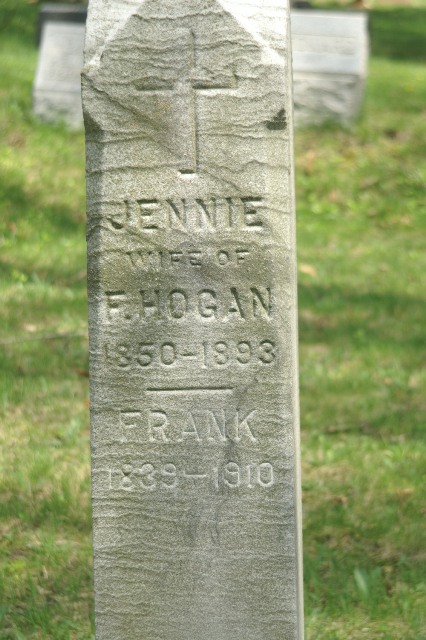 JENNIE
WIFE OF
F. HOGAN
1850-1893
FRANK
1839-1910